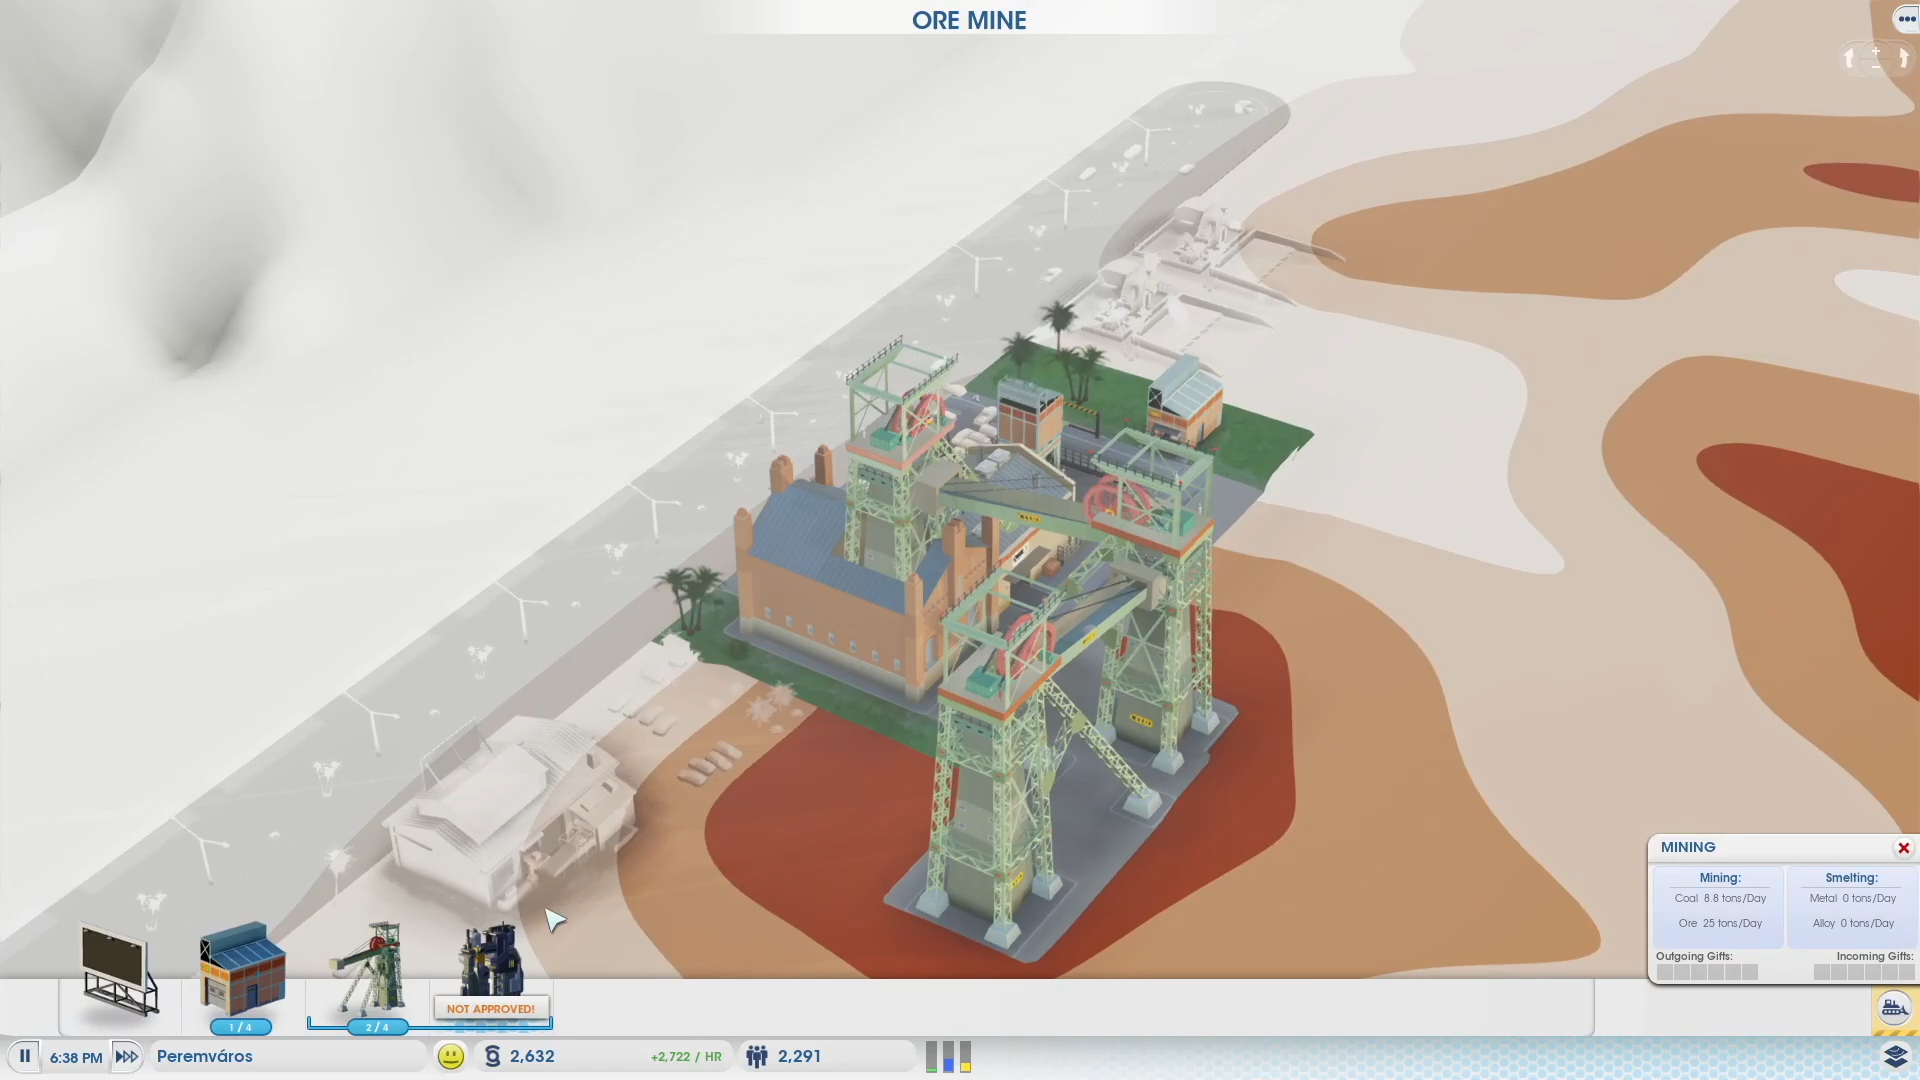 ORE MINE
MINING
Mining:
Coal 8.8 tons/Day
Ore 25 tons/Day
Smelting:
Metal 0 tons/Day
Alloy 0 tons/Day
Outgoing Gifts:
Incoming Gifts:
NOT APPROVED!
1 / 4
2 / 4
6:38 PM
Peremváros
2,632
+2,722 / HR
2,291